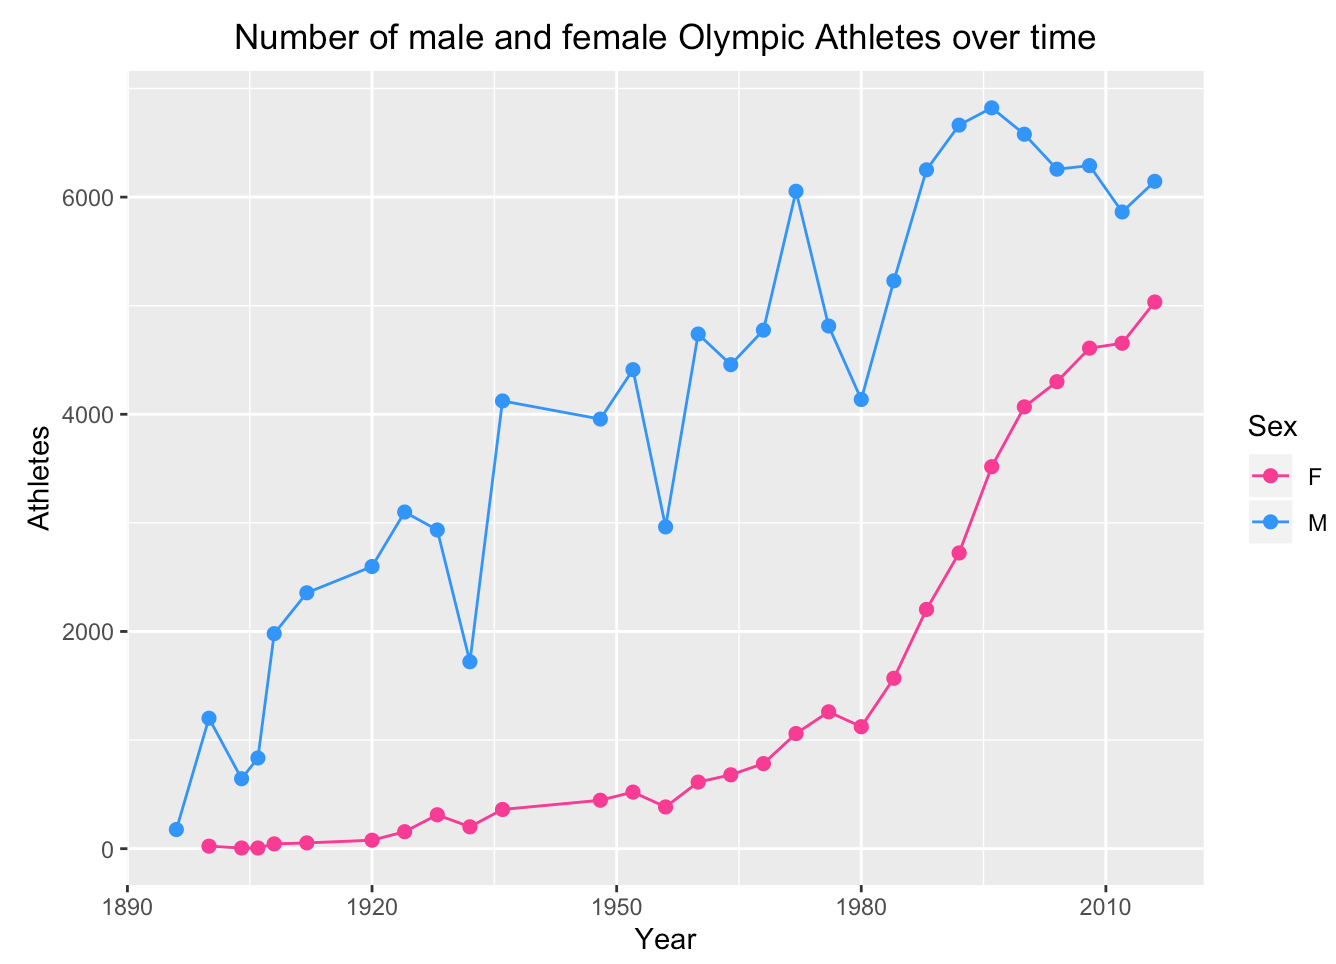 Number of male and female Olympic Athletes over time
6000
4000
2000
0
Athletes
1890 1920 1950 1980 2010
Year
Sex
F
M